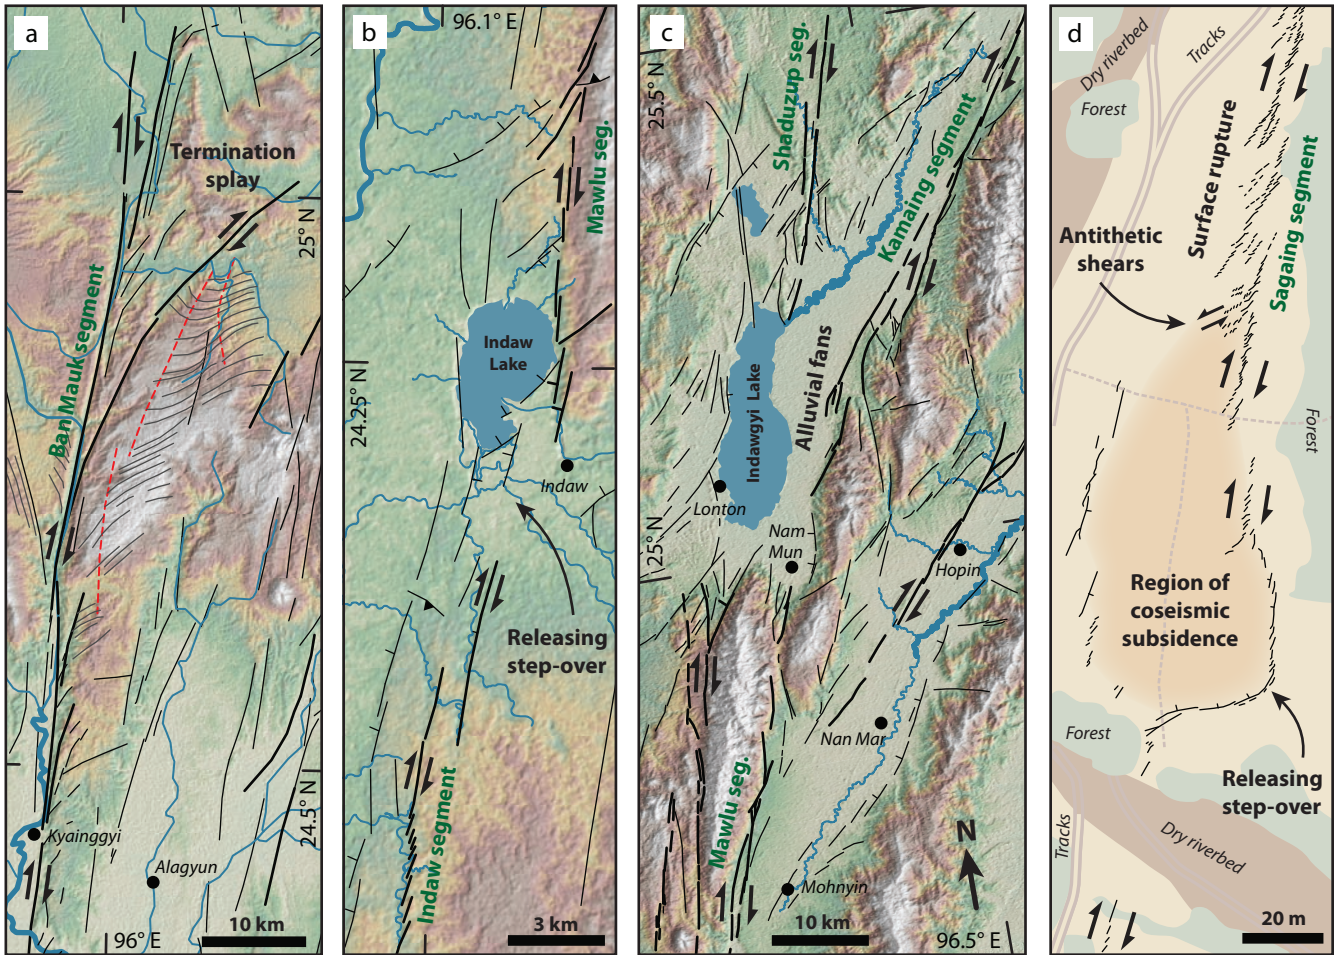 a
Termination
splay
25° N
BanMauk segment
24.5° N
Kyainggyi
Alagyun
96° E
10 km
b
96.1° E
Mawlu seg.
Indaw
Lake
24.25° N
Indaw
Releasing
step-over
Indaw segment
3 km
c
25.5° N
Shaduzup seg.
Kamaing segment
Indawgyi Lake
Alluvial fans
Lonton
25° N
Nam
Mun
Hopin
Nan Mar
Mawlu seg.
N
Mohnyin
10 km
96.5° E
d
Dry riverbed
Tracks
Forest
Surface rupture
Sagaing segment
Antithetic
shears
Forest
Region of
coseismic
subsidence
Forest
Releasing
step-over
Tracks
Dry riverbed
20 m